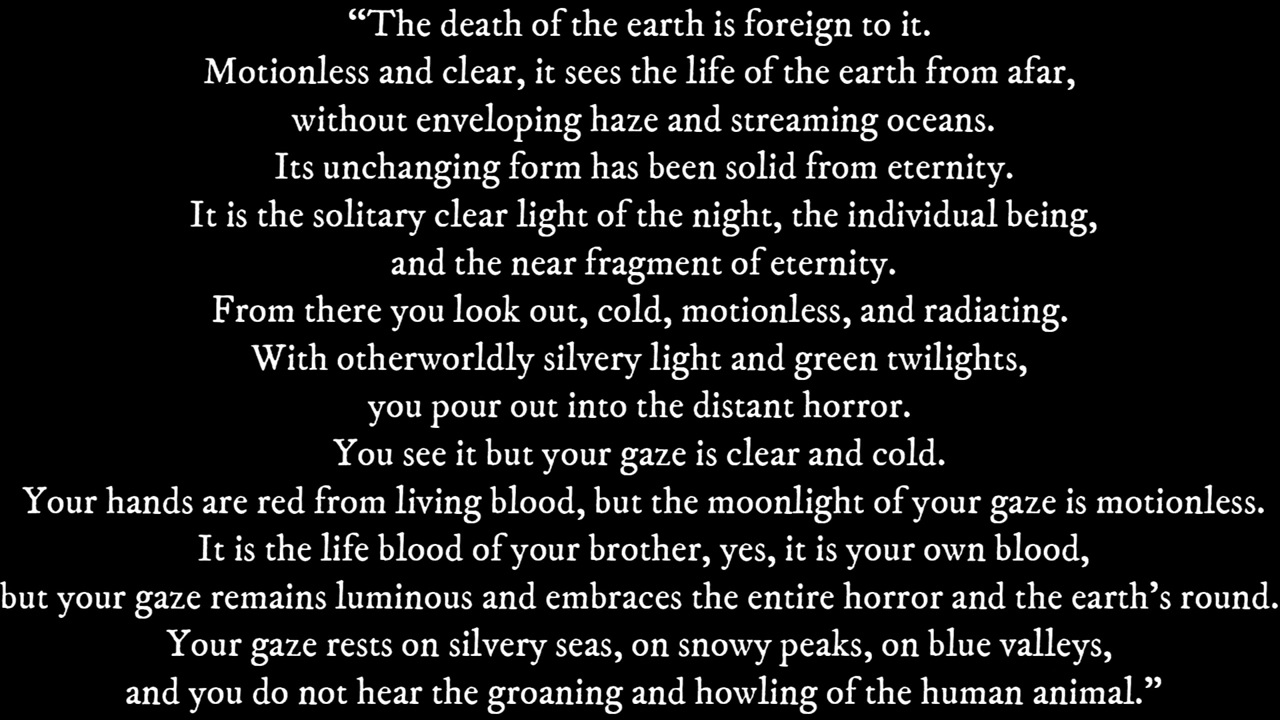 “The death of the earth is foreign to it.
Motionless and clear, it sees the life of the earth from afar,
without enveloping haze and streaming oceans.
Its unchanging form has been solid from eternity.
It is the solitary clear light of the night, the individual being,
and the near fragment of eternity.
From there you look out, cold, motionless, and radiating.
With otherworldly silvery light and green twilights,
you pour out into the distant horror.
You see it but your gaze is clear and cold.
Your hands are red from living blood, but the moonlight of your gaze is motionless.
It is the life blood of your brother, yes, it is your own blood,
but your gaze remains luminous and embraces the entire horror and the earth’s round.
Your gaze rests on silvery seas, on snowy peaks, on blue valleys,
and you do not hear the groaning and howling of the human animal.”